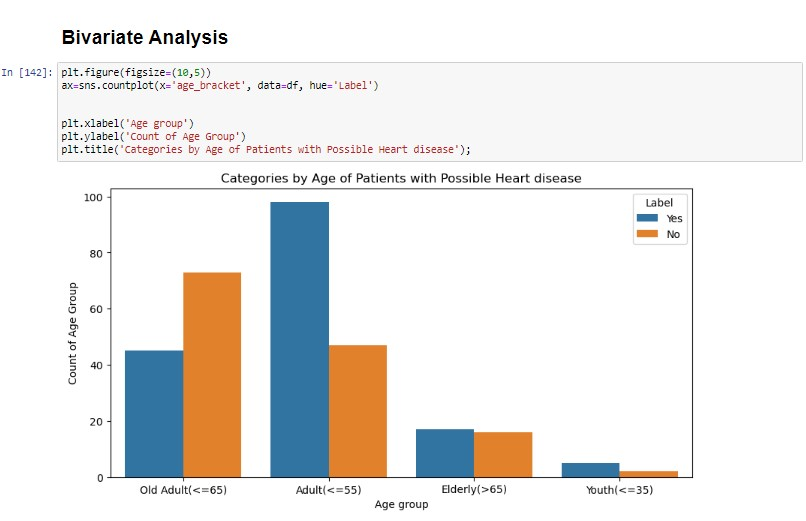 Bivariate Analysis
In [142]: plt.figure(figsize=(10,5))
ax=sns.countplot(x='age_bracket', data=df, hue='Label')
plt.xlabel('Age group')
plt.ylabel('Count of Age Group')
plt.title('Categories by Age of Patients with Possible Heart disease');
Categories by Age of Patients with Possible Heart disease
Label
Yes
No
100
80
60
40
20
0
Count of Age Group
Old Adult(<=65) Adult(<=55) Elderly(>65) Youth(<=35)
Age group